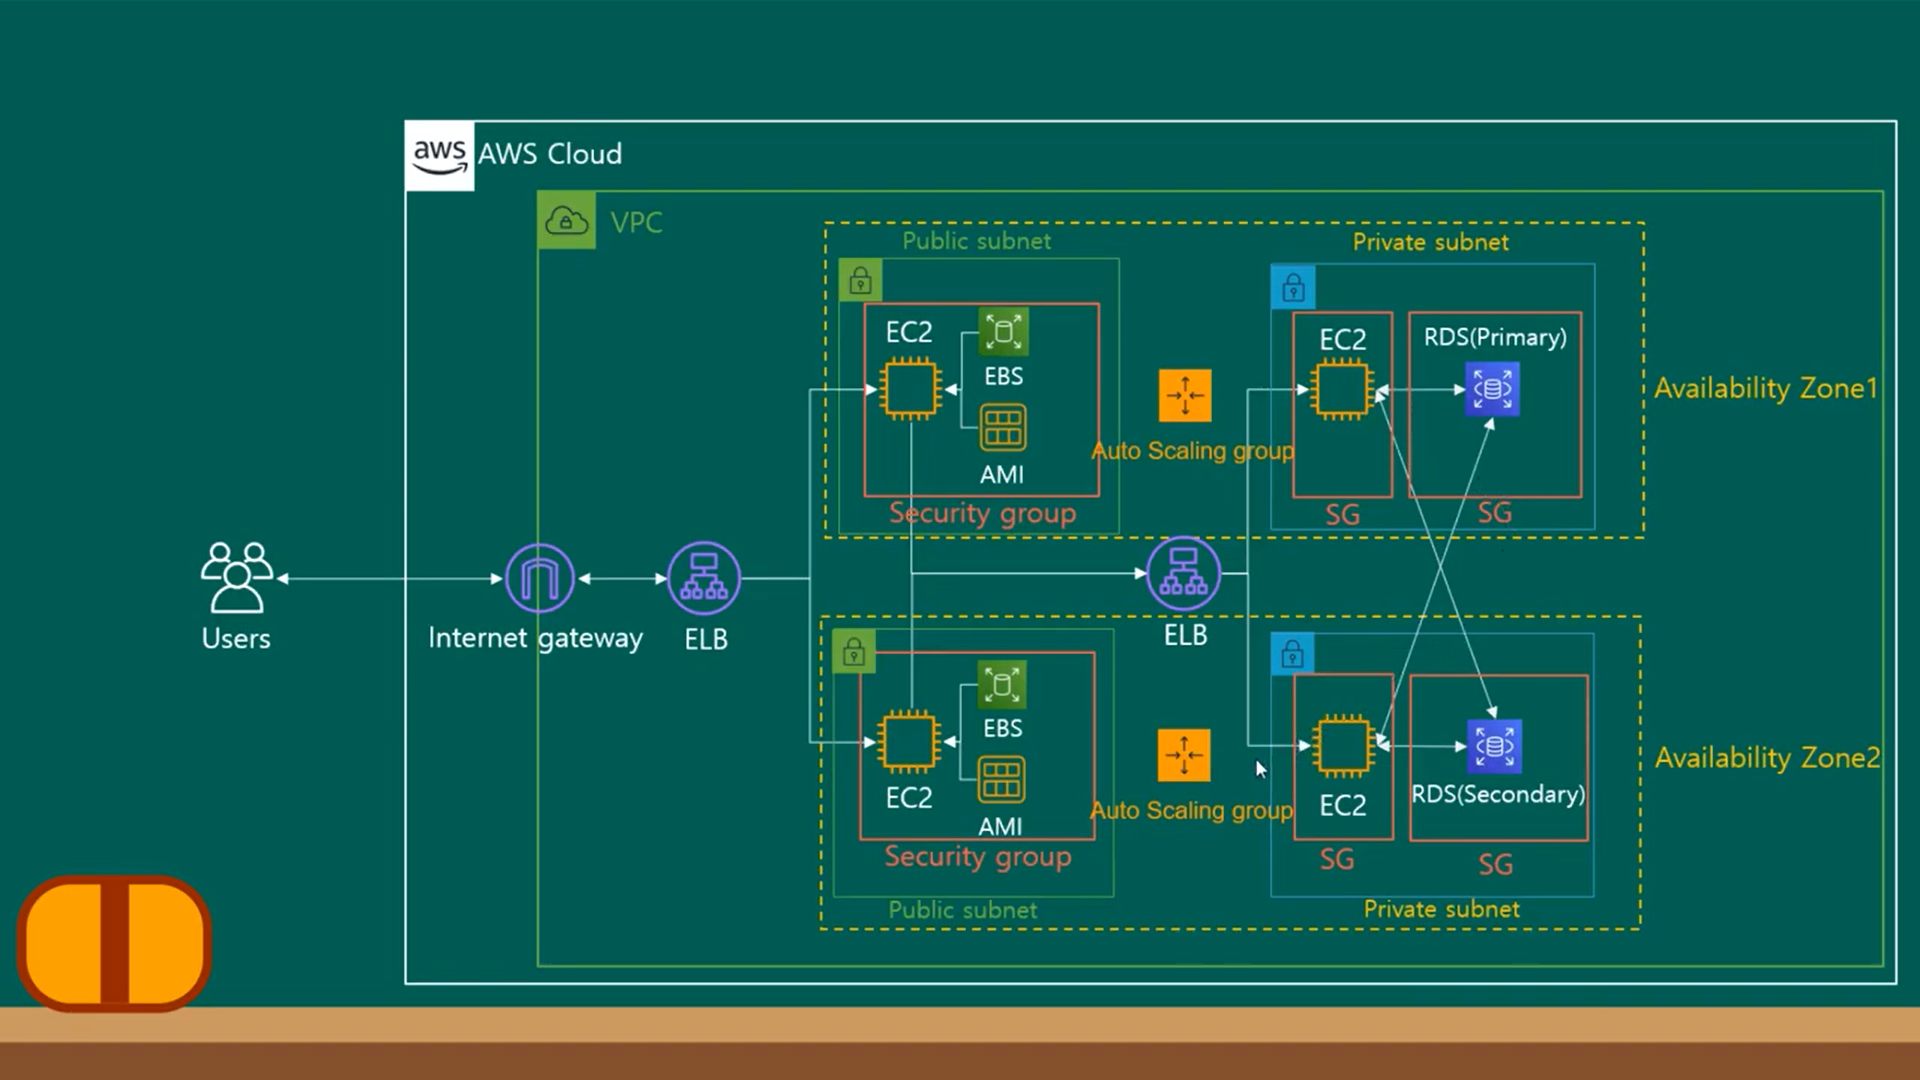 aws
AWS Cloud
VPC
Public subnet
Private subnet
EC2
EBS
AMI
Security group
Auto Scaling group
EC2
RDS(Primary)
SG
SG
Availability Zone1
Users
Internet gateway
ELB
ELB
EBS
EC2
AMI
Security group
Public subnet
Auto Scaling group
EC2
RDS(Secondary)
SG
SG
Private subnet
Availability Zone2